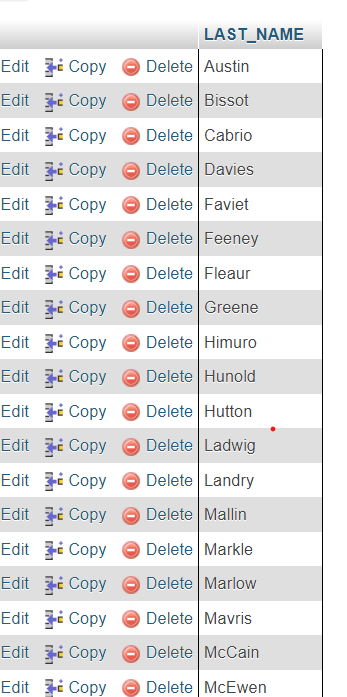 LAST_NAME
Edit Copy Delete Austin
Edit Copy Delete Bissot
Edit Copy Delete Cabrio
Edit Copy Delete Davies
Edit Copy Delete Faviet
Edit Copy Delete Feeney
Edit Copy Delete Fleaur
Edit Copy Delete Greene
Edit Copy Delete Himuro
Edit Copy Delete Hunold
Edit Copy Delete Hutton
Edit Copy Delete Ladwig
Edit Copy Delete Landry
Edit Copy Delete Mallin
Edit Copy Delete Markle
Edit Copy Delete Marlow
Edit Copy Delete Mavris
Edit Copy Delete McCain
Edit Copy Delete McEwen